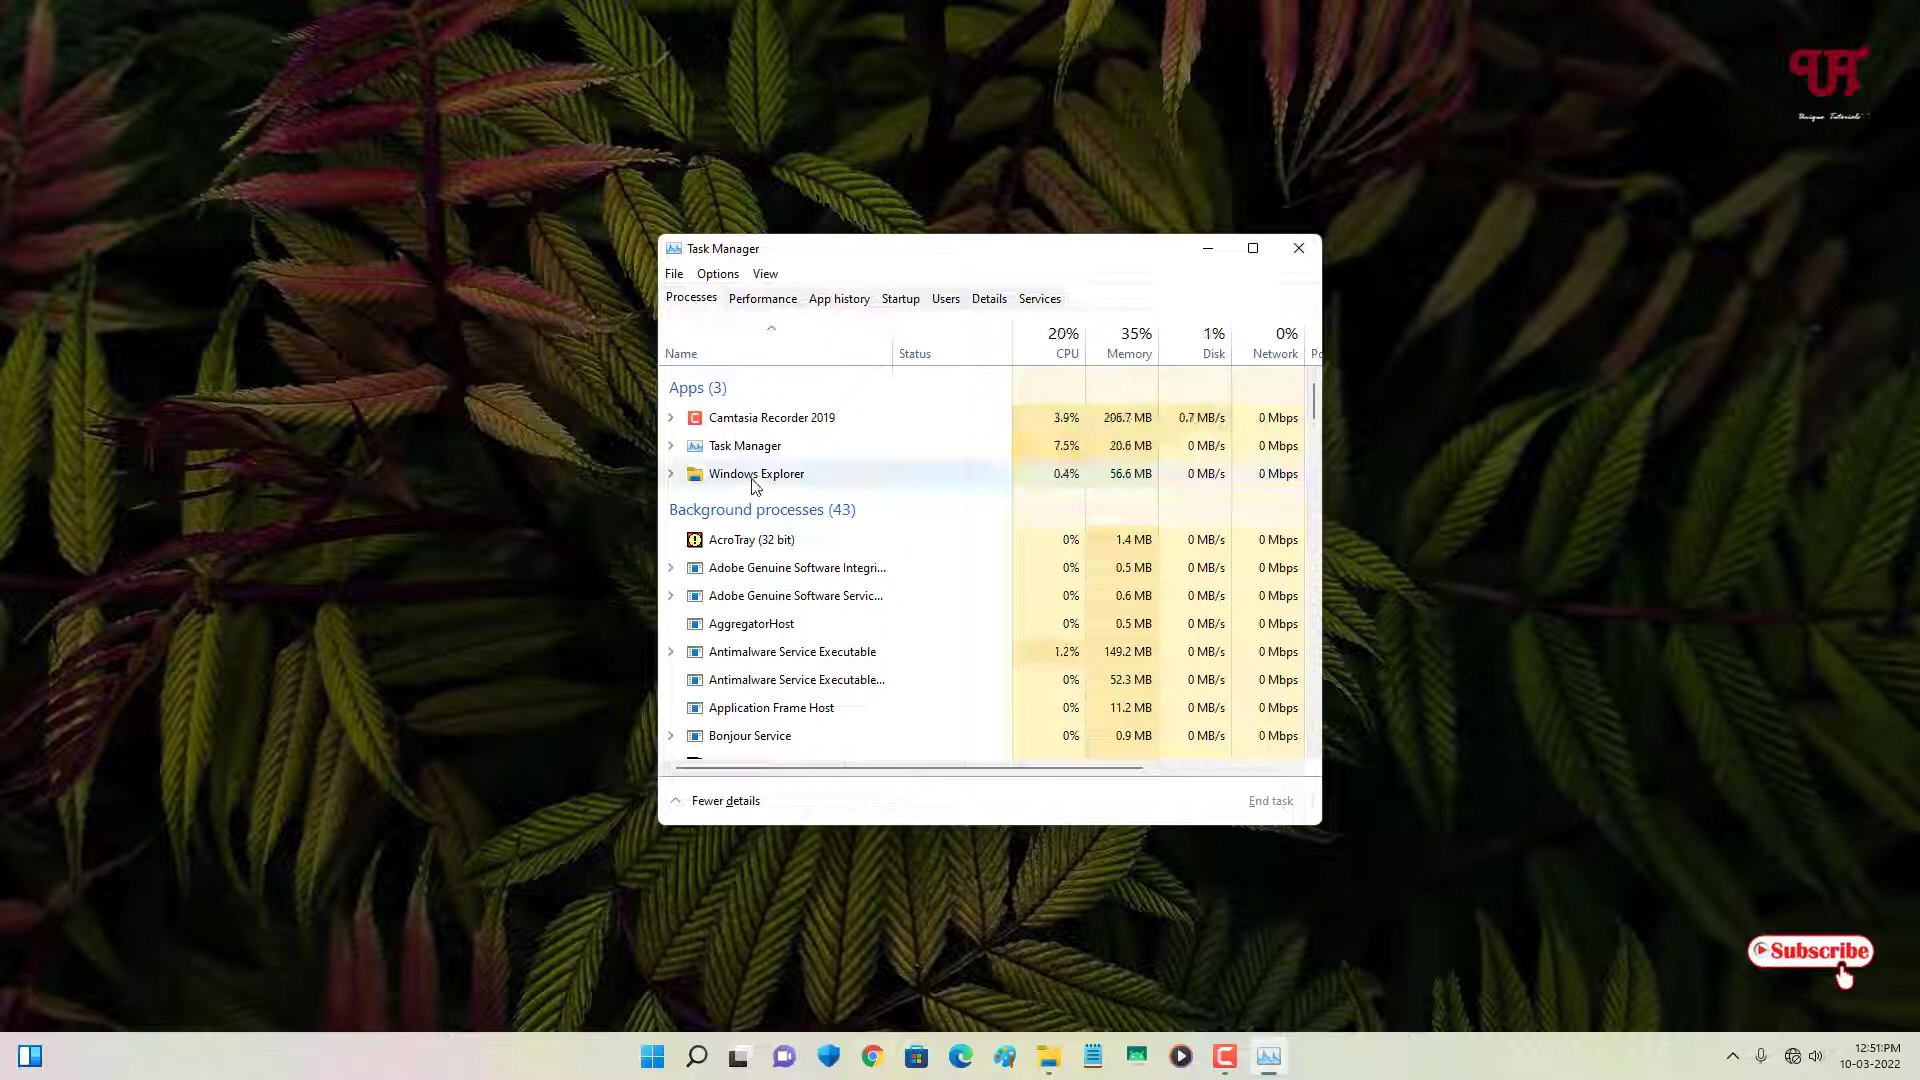 UT
Unique Tutorials
Task Manager
File Options View
Processes Performance App history Startup Users Details Services
20% 35% 1% 0%
Name Status CPU Memory Disk Network Po
Apps (3)
Camtasia Recorder 2019 3.9% 206.7 MB 0.7 MB/s 0 Mbps
Task Manager 7.5% 20.6 MB 0 MB/s 0 Mbps
Windows Explorer 0.4% 56.6 MB 0 MB/s 0 Mbps
Background processes (43)
AcroTray (32 bit) 0% 1.4 MB 0 MB/s 0 Mbps
Adobe Genuine Software Integri... 0% 0.5 MB 0 MB/s 0 Mbps
Adobe Genuine Software Servic... 0% 0.6 MB 0 MB/s 0 Mbps
AggregatorHost 0% 0.5 MB 0 MB/s 0 Mbps
Antimalware Service Executable 1.2% 149.2 MB 0 MB/s 0 Mbps
Antimalware Service Executable... 0% 52.3 MB 0 MB/s 0 Mbps
Application Frame Host 0% 11.2 MB 0 MB/s 0 Mbps
Bonjour Service 0% 0.9 MB 0 MB/s 0 Mbps
Fewer details End task
Subscribe
12:51:PM
10-03-2022